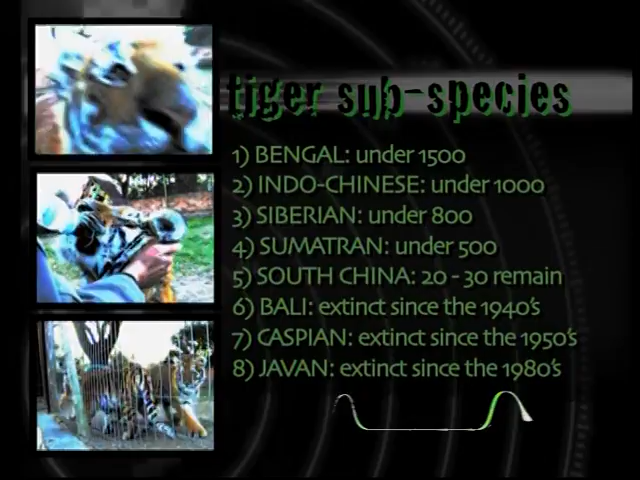 tiger sub-species
1) BENGAL: under 1500
2) INDO-CHINESE: under 1000
3) SIBERIAN: under 800
4) SUMATRAN: under 500
5) SOUTH CHINA: 20 - 30 remain
6) BALI: extinct since the 1940's
7) CASPIAN: extinct since the 1950's
8) JAVAN: extinct since the 1980's